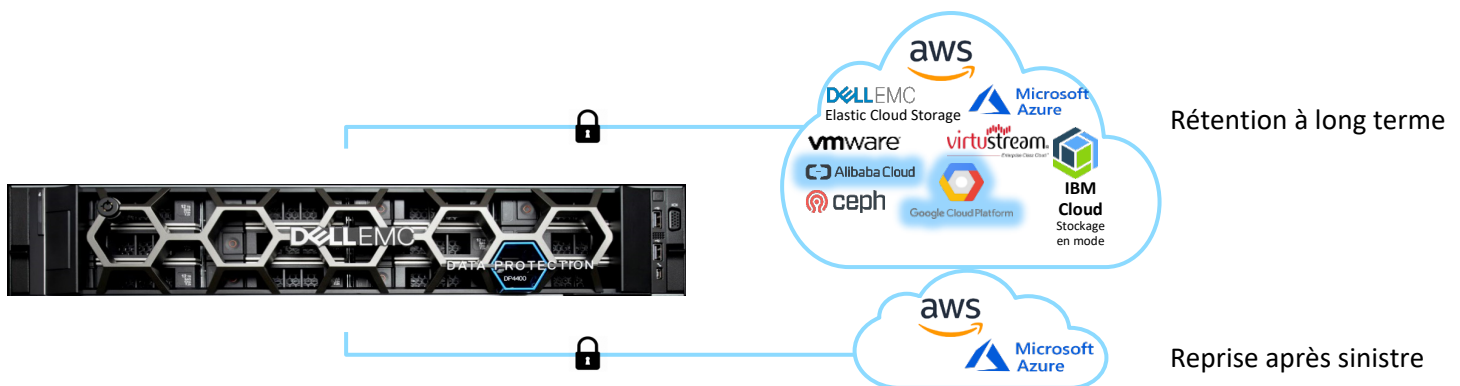 aws
DELLEMC
Elastic Cloud Storage
Microsoft
Azure
Rétention à long terme
vmware
virtustream
Alibaba Cloud
ceph
Google Cloud Platform
IBM
Cloud
Stockage
en mode
DELLEMC
DATA PROTECTION
DP4400
aws
Microsoft
Azure
Reprise après sinistre